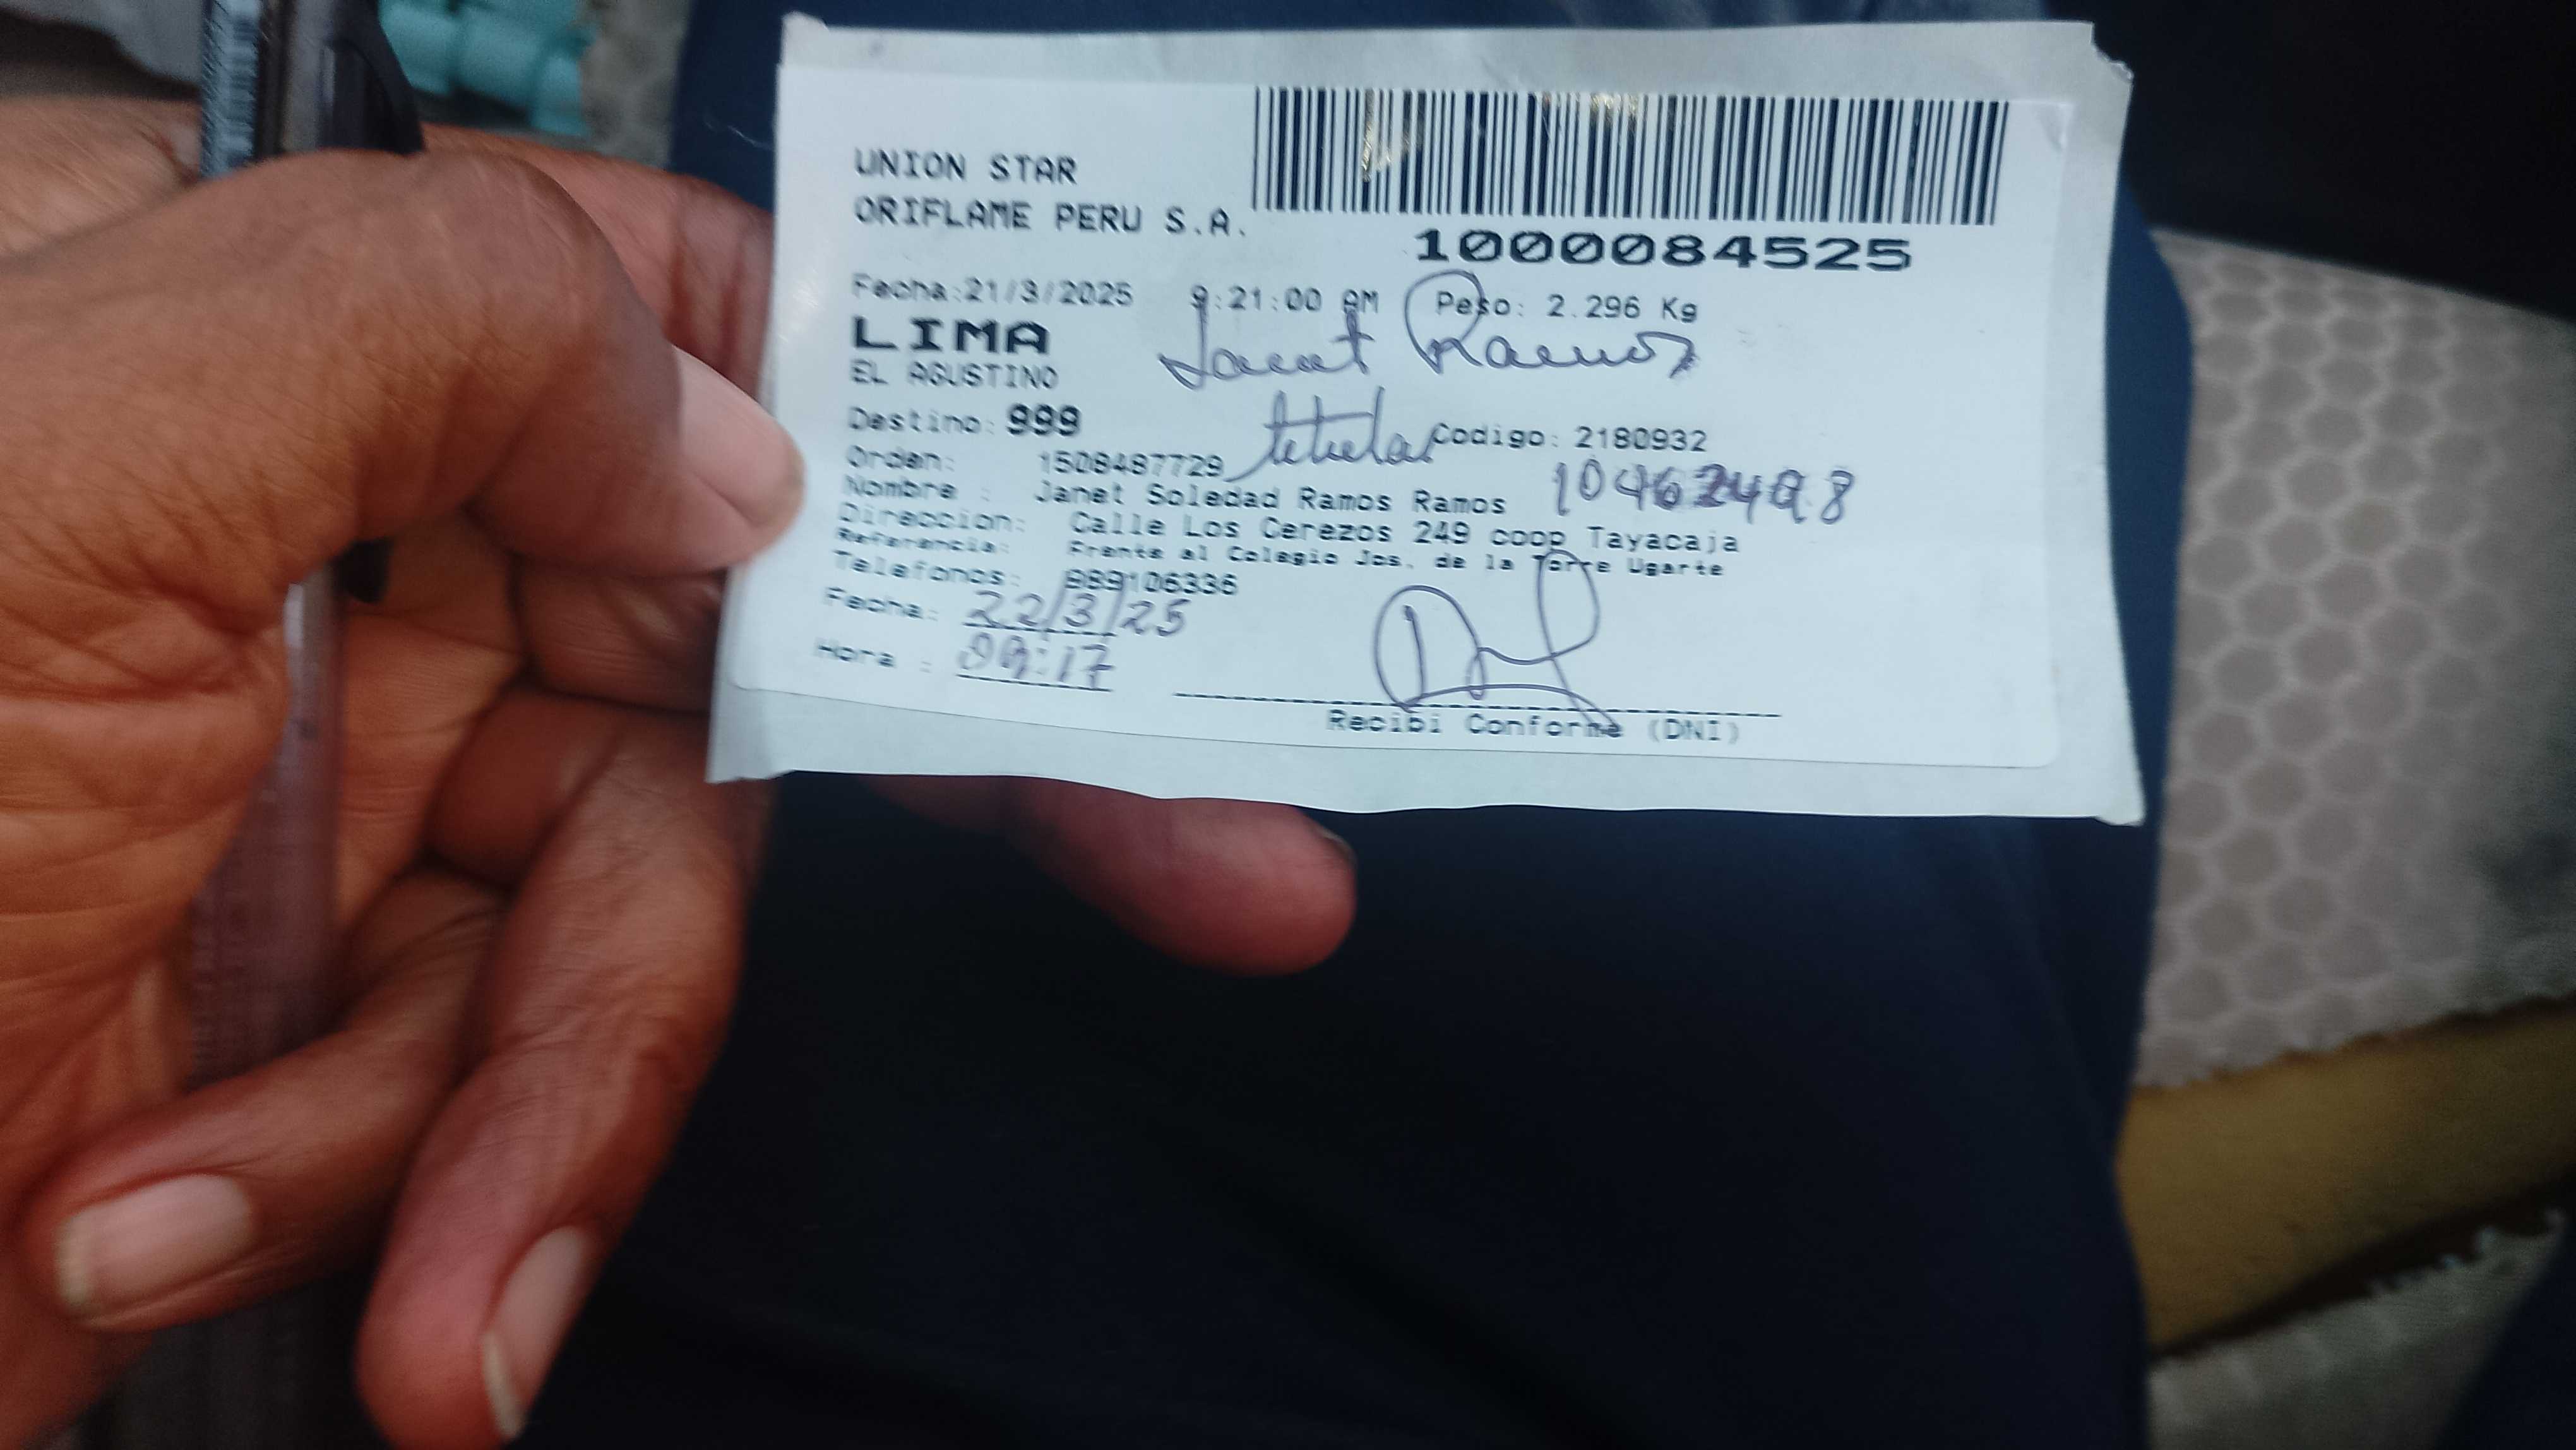 UNION STAR
ORIFLAME PERU S.A.
1000084525
Fecha:21/3/2025 9:21:00 AM Peso: 2.296 Kg
LIMA
Janet Ramos
EL AGUSTINO
titular
Destino: 999 Codigo: 2180932
Orden: 1508487729
10462498
Nombre : Janet Soledad Ramos Ramos
Direccion: Calle Los Cerezos 249 coop Tayacaja
Referencia: Frente al Colegio Jos. de la Torre Ugarte
Telefonos: 989106336
Fecha: 22/3/25
Hora : 09:17
Recibi Conforme (DNI)